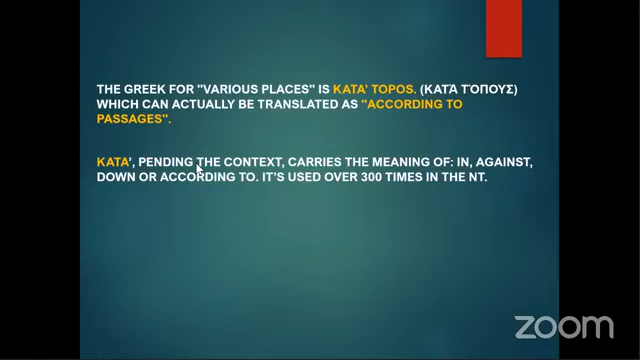 THE GREEK FOR "VARIOUS PLACES" IS KATA' TOPOS. (ΚΑΤΆ ΤΌΠΟΥΣ)
WHICH CAN ACTUALLY BE TRANSLATED AS "ACCORDING TO
PASSAGES".
KATA', PENDING THE CONTEXT, CARRIES THE MEANING OF: IN, AGAINST,
DOWN OR ACCORDING TO. IT'S USED OVER 300 TIMES IN THE NT.
zoom